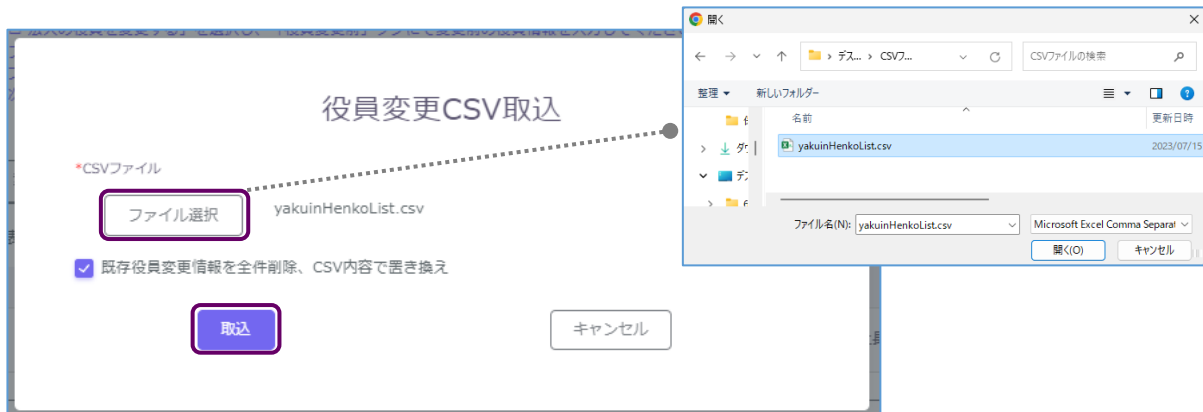 役員変更CSV取込
*CSVファイル
ファイル選択
yakuinHenkoList.csv
既存役員変更情報を全件削除、CSV内容で置き換え
取込
キャンセル
開く
デス... › CSVフ...
CSVファイルの検索
整理
新しいフォルダー
名前
更新日時
yakuinHenkoList.csv
2023/07/15
ファイル名(N):
yakuinHenkoList.csv
Microsoft Excel Comma Separat
開く(O)
キャンセル